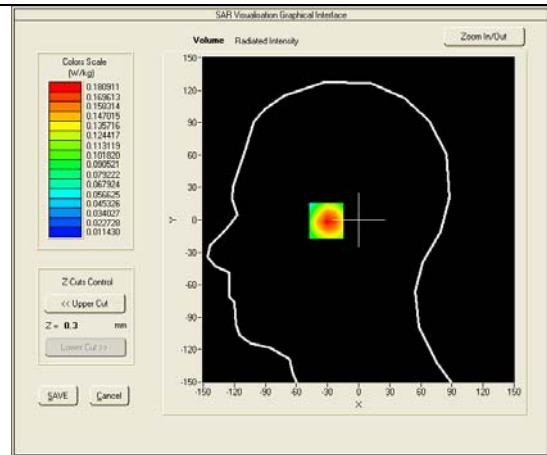 SAR Visualisation Graphical Interface
Volume Radiated Intensity
Zoom In/Out
Colors Scale
(W/kg)
0.180911
0.169613
0.158314
0.147015
0.135716
0.124417
0.113119
0.101820
0.090521
0.079222
0.067924
0.056625
0.045326
0.034027
0.022728
0.011430
Z Cuts Control
<< Upper Cut
Z = 0.3 mm
Lower Cut >>
SAVE Cancel
150
120
90
60
30
0
-30
-60
-90
-120
-150
Y
-150 -120 -90 -60 -30 0 30 60 90 120 150
X